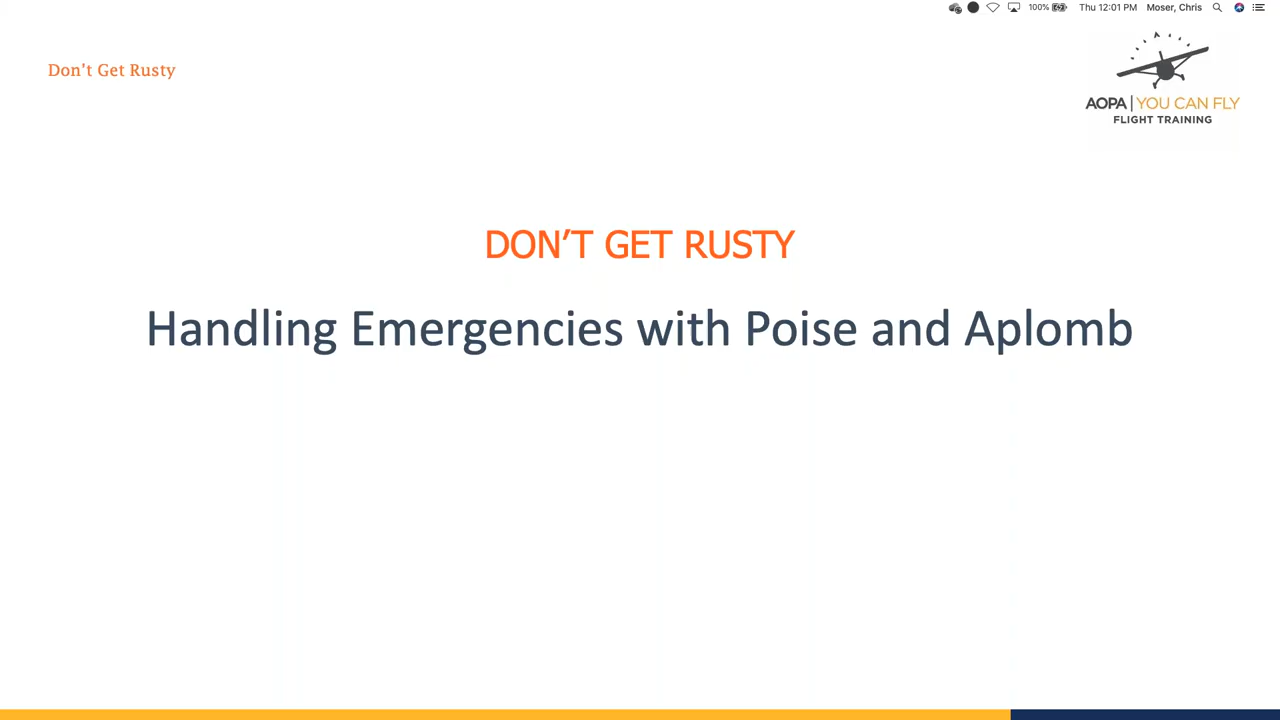 100% Thu 12:01 PM Moser, Chris
Don't Get Rusty
AOPA | YOU CAN FLY
FLIGHT TRAINING
DON'T GET RUSTY
Handling Emergencies with Poise and Aplomb